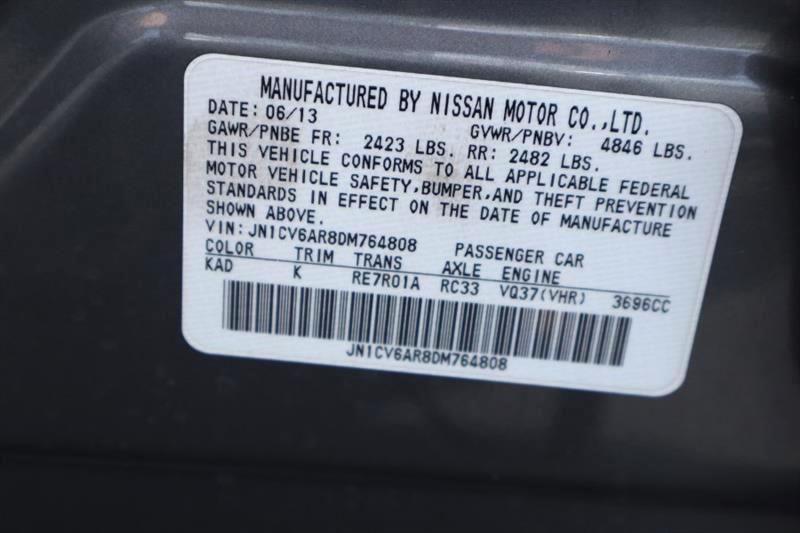 MANUFACTURED BY NISSAN MOTOR CO.,LTD.
DATE: 06/13 GVWR/PNBV: 4846 LBS.
GAWR/PNBE FR: 2423 LBS. RR: 2482 LBS.
THIS VEHICLE CONFORMS TO ALL APPLICABLE FEDERAL
MOTOR VEHICLE SAFETY,BUMPER,AND THEFT PREVENTION
STANDARDS IN EFFECT ON THE DATE OF MANUFACTURE
SHOWN ABOVE.
VIN:JN1CV6AR8DM764808 PASSENGER CAR
COLOR TRIM TRANS AXLE ENGINE
KAD K RE7R01A RC33 VQ37(VHR) 3696CC
JN1CV6AR8DM764808